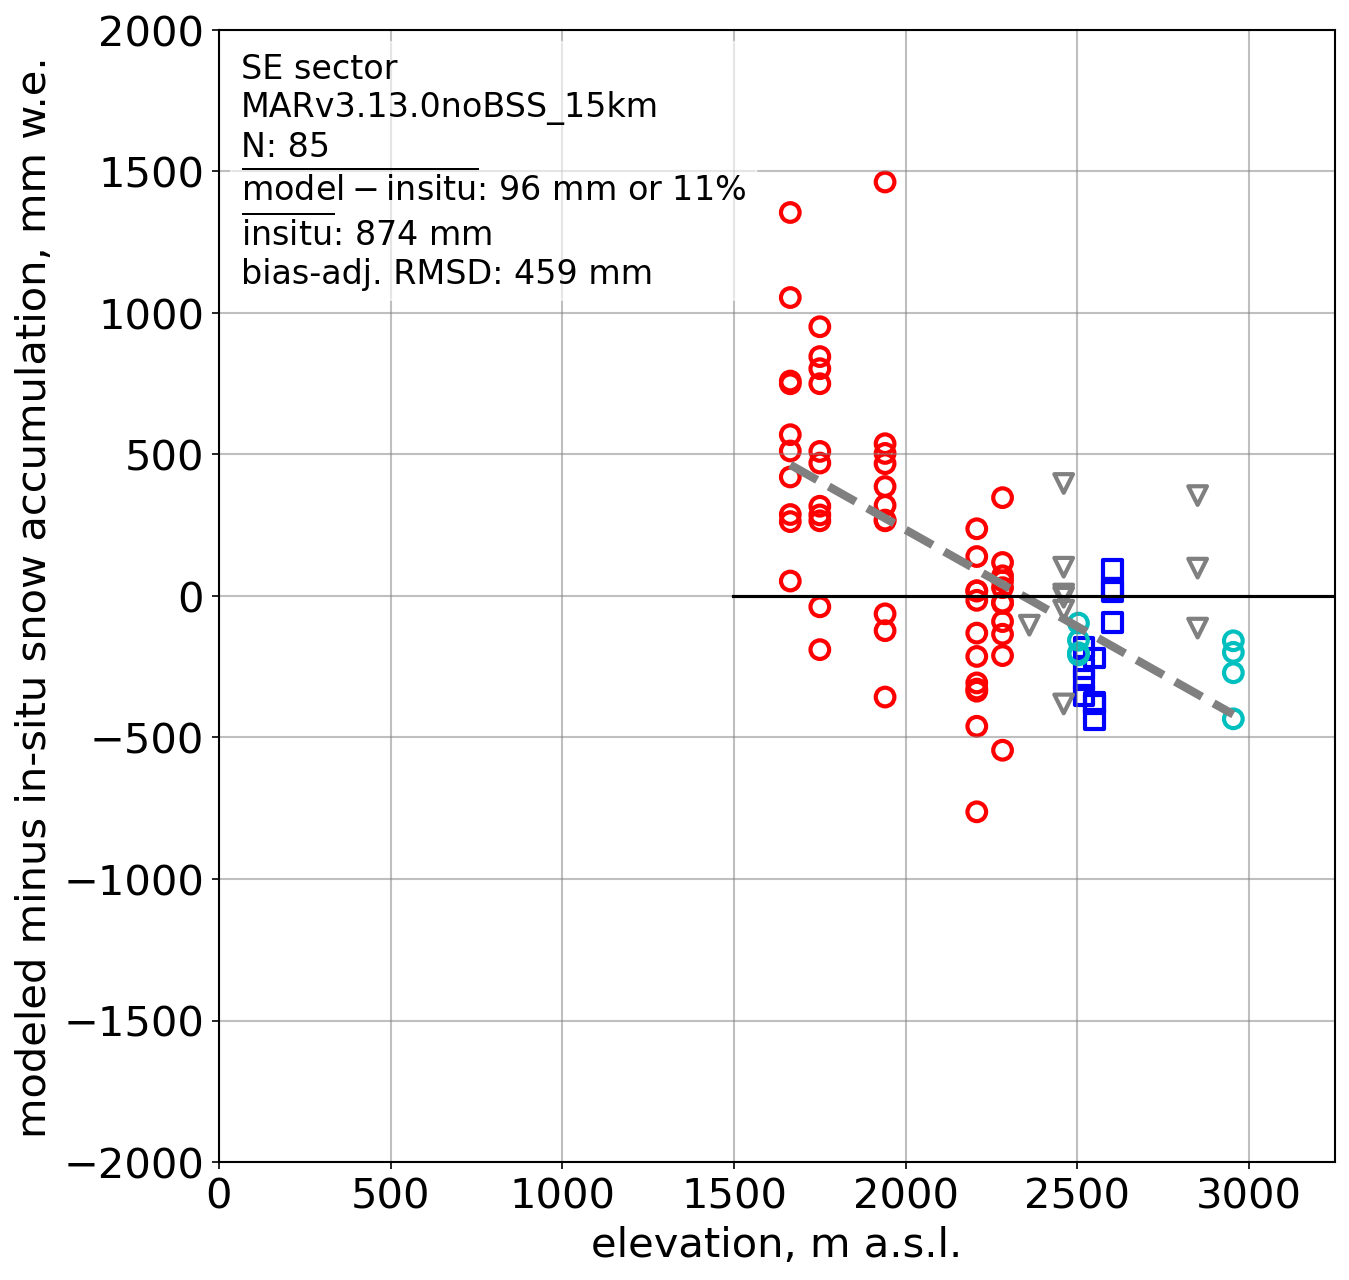 2000
1500
1000
500
0
−500
−1000
−1500
−2000
modeled minus in-situ snow accumulation, mm w.e.
SE sector
MARv3.13.0noBSS_15km
N: 85
model − insitu: 96 mm or 11%
insitu: 874 mm
bias-adj. RMSD: 459 mm
0 500 1000 1500 2000 2500 3000
elevation, m a.s.l.